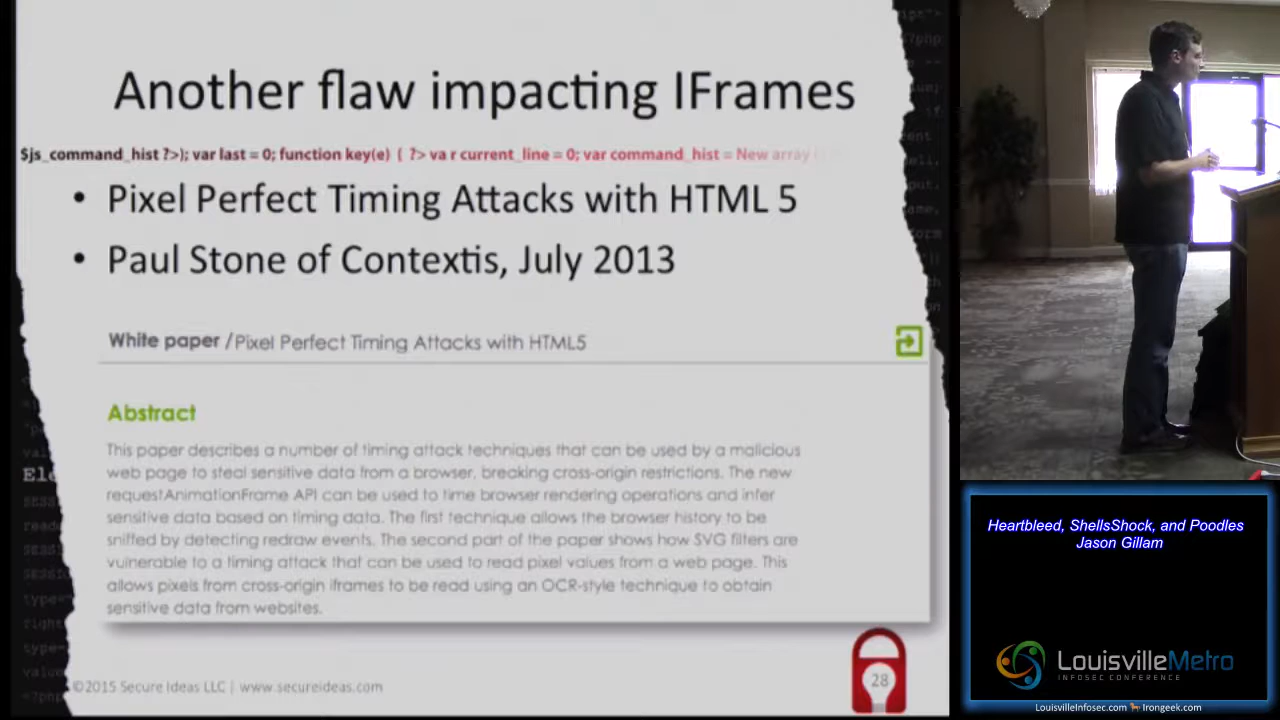 Another flaw impacting IFrames
$js_command_hist ?>); var last = 0; function key(e) { ?> va r current_line = 0; var command_hist = New array
• Pixel Perfect Timing Attacks with HTML 5
• Paul Stone of Contextis, July 2013
White paper / Pixel Perfect Timing Attacks with HTML5
Abstract
This paper describes a number of timing attack techniques that can be used by a malicious
web page to steal sensitive data from a browser, breaking cross-origin restrictions. The new
requestAnimationFrame API can be used to time browser rendering operations and infer
sensitive data based on timing data. The first technique allows the browser history to be
sniffed by detecting redraw events. The second part of the paper shows how SVG filters are
vulnerable to a timing attack that can be used to read pixel values from a web page. This
allows pixels from cross-origin iframes to be read using an OCR-style technique to obtain
sensitive data from websites.
©2015 Secure Ideas LLC | www.secureideas.com
28
Heartbleed, ShellsShock, and Poodles
Jason Gillam
LouisvilleMetro
INFOSEC CONFERENCE
LouisvilleInfosec.com Irongeek.com